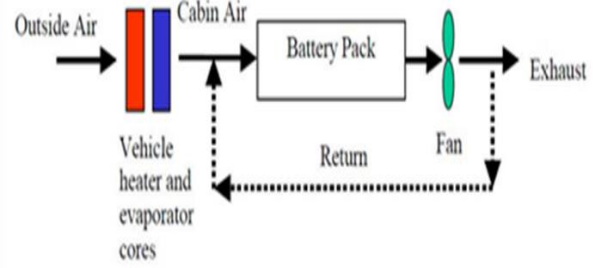 Outside Air
Cabin Air
Battery Pack
Exhaust
Vehicle
heater and
evaporator
cores
Return
Fan